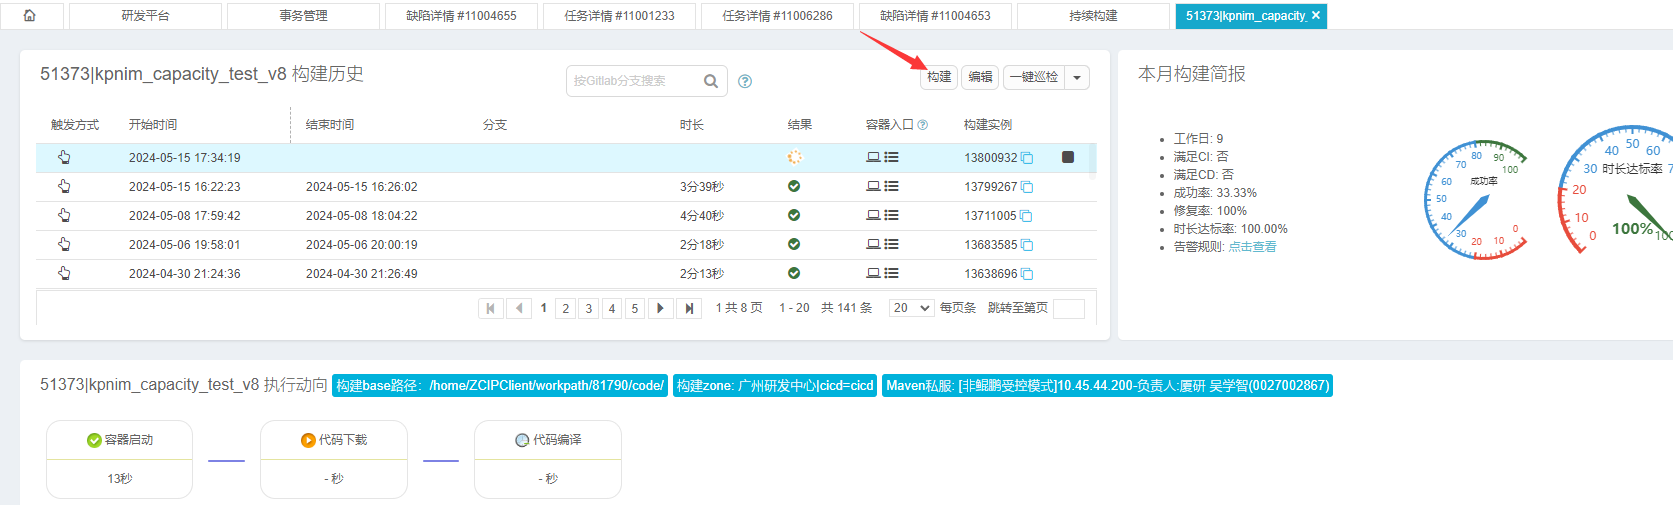 研发平台 事务管理 缺陷详情 #11004655 任务详情 #11001233 任务详情 #11006286 缺陷详情 #11004653 持续构建 51373|kpnim_capacity_ ×
51373|kpnim_capacity_test_v8 构建历史
按Gitlab分支搜索
构建 编辑 一键巡检
触发方式 开始时间 结束时间 分支 时长 结果 容器入口 构建实例
2024-05-15 17:34:19 13800932
2024-05-15 16:22:23 2024-05-15 16:26:02 3分39秒 13799267
2024-05-08 17:59:42 2024-05-08 18:04:22 4分40秒 13711005
2024-05-06 19:58:01 2024-05-06 20:00:19 2分18秒 13683585
2024-04-30 21:24:36 2024-04-30 21:26:49 2分13秒 13638696
1 2 3 4 5 1 共 8 页 1 - 20 共 141 条 20 每页条 跳转至第页
本月构建简报
工作日: 9
满足CI: 否
满足CD: 否
成功率: 33.33%
修复率: 100%
时长达标率: 100.00%
告警规则: 点击查看
成功率
0 10 20 30 40 50 60 70 80 90 100
时长达标率
0 10 20 30 40 50 60 7
100% 100
51373|kpnim_capacity_test_v8 执行动向 构建base路径：/home/ZCIPClient/workpath/81790/code/ 构建zone: 广州研发中心|cicd=cicd Maven私服: [非鲲鹏受控模式]10.45.44.200-负责人:厦研 吴学智(0027002867)
容器启动 代码下载 代码编译
13秒 - 秒 - 秒